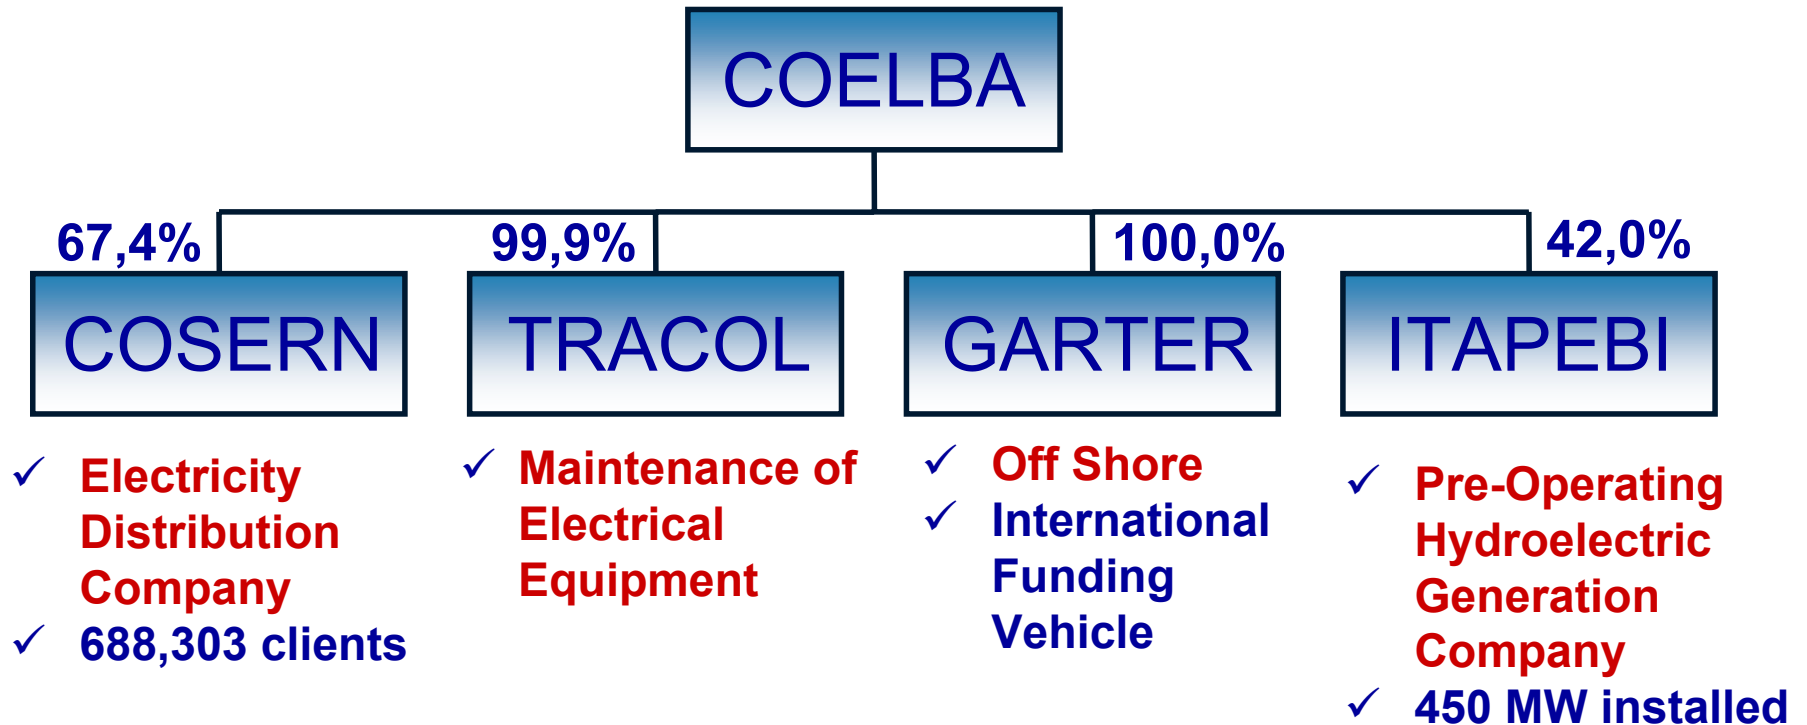 COELBA
67,4%
99,9%
100,0%
42,0%
COSERN
TRACOL
GARTER
ITAPEBI
✓ Electricity
Distribution
Company
✓ 688,303 clients
✓ Maintenance of
Electrical
Equipment
✓ Off Shore
✓ International
Funding
Vehicle
✓ Pre-Operating
Hydroelectric
Generation
Company
✓ 450 MW installed